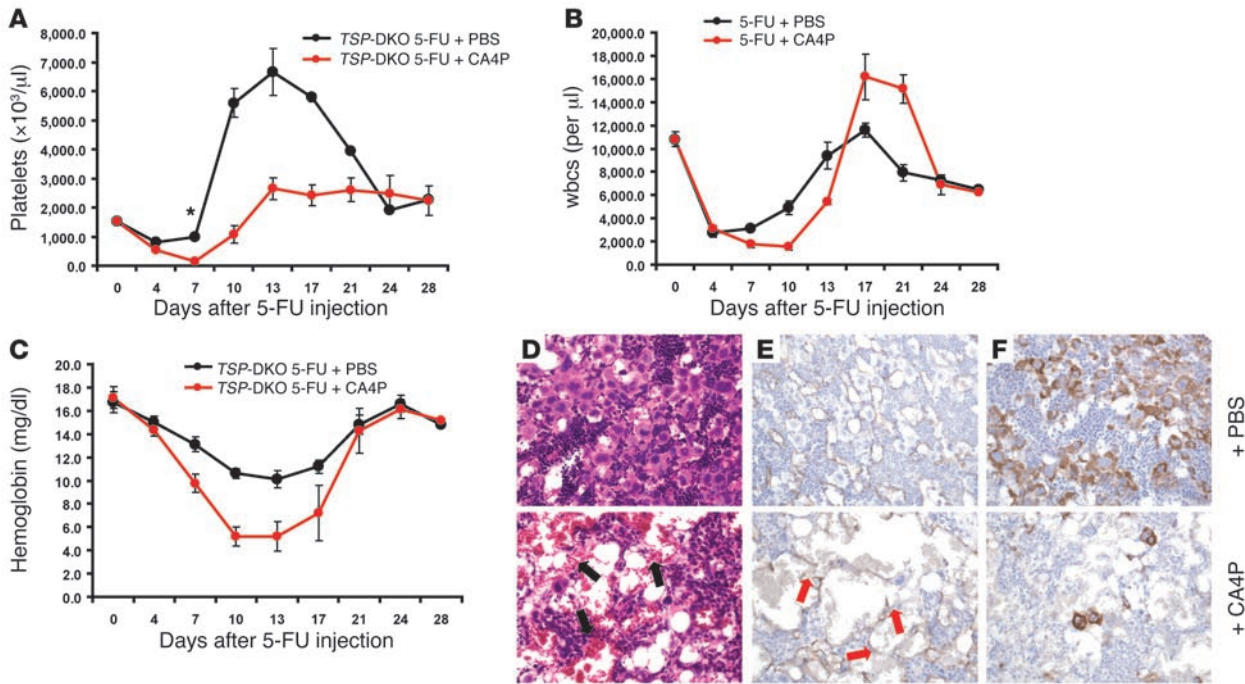 A
TSP-DKO 5-FU + PBS
TSP-DKO 5-FU + CA4P
Platelets (×10³/µl)
8,000.0
7,000.0
6,000.0
5,000.0
4,000.0
3,000.0
2,000.0
1,000.0
0.0
*
0 4 7 10 13 17 21 24 28
Days after 5-FU injection
B
5-FU + PBS
5-FU + CA4P
wbcs (per µl)
20,000.0
18,000.0
16,000.0
14,000.0
12,000.0
10,000.0
8,000.0
6,000.0
4,000.0
2,000.0
0.0
0 4 7 10 13 17 21 24 28
Days after 5-FU injection
C
TSP-DKO 5-FU + PBS
TSP-DKO 5-FU + CA4P
Hemoglobin (mg/dl)
20.0
18.0
16.0
14.0
12.0
10.0
8.0
6.0
4.0
2.0
0.0
0 4 7 10 13 17 21 24 28
Days after 5-FU injection
D
E
F
+ PBS
+ CA4P